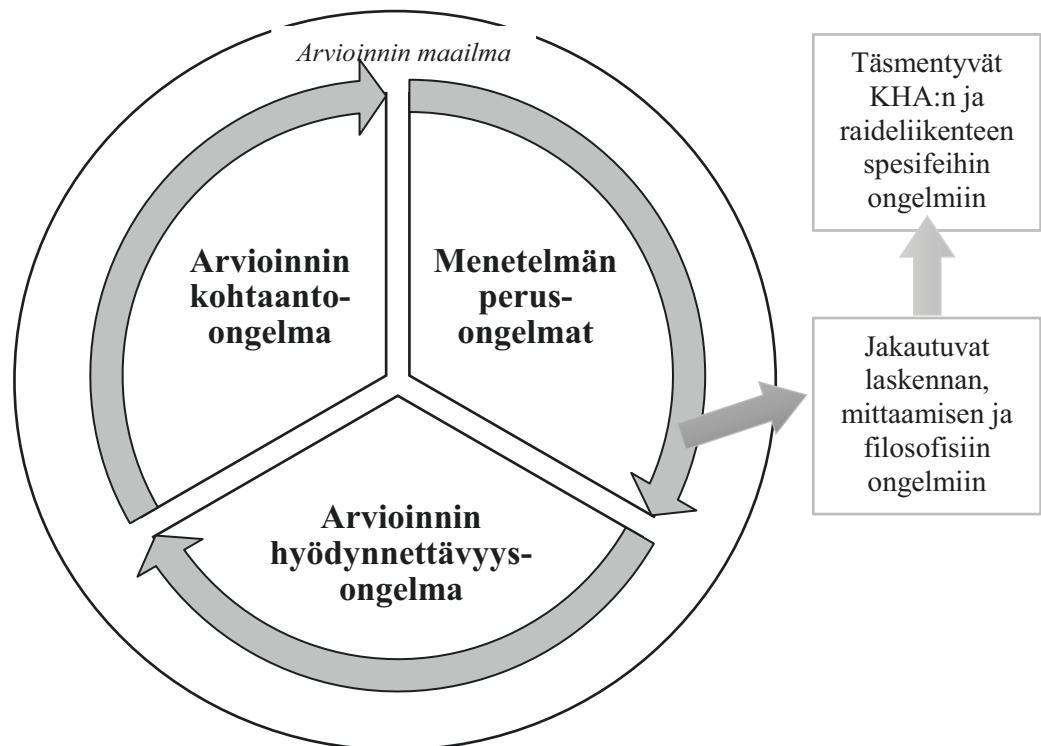 Arvioinnin maailma
Arvioinnin
kohtaanto-
ongelma
Menetelmän
perus-
ongelmat
Arvioinnin
hyödynnettävyys-
ongelma
Täsmentyvät
KHA:n ja
raideliikenteen
spesifeihin
ongelmiin
Jakautuvat
laskennan,
mittaamisen ja
filosofisiin
ongelmiin